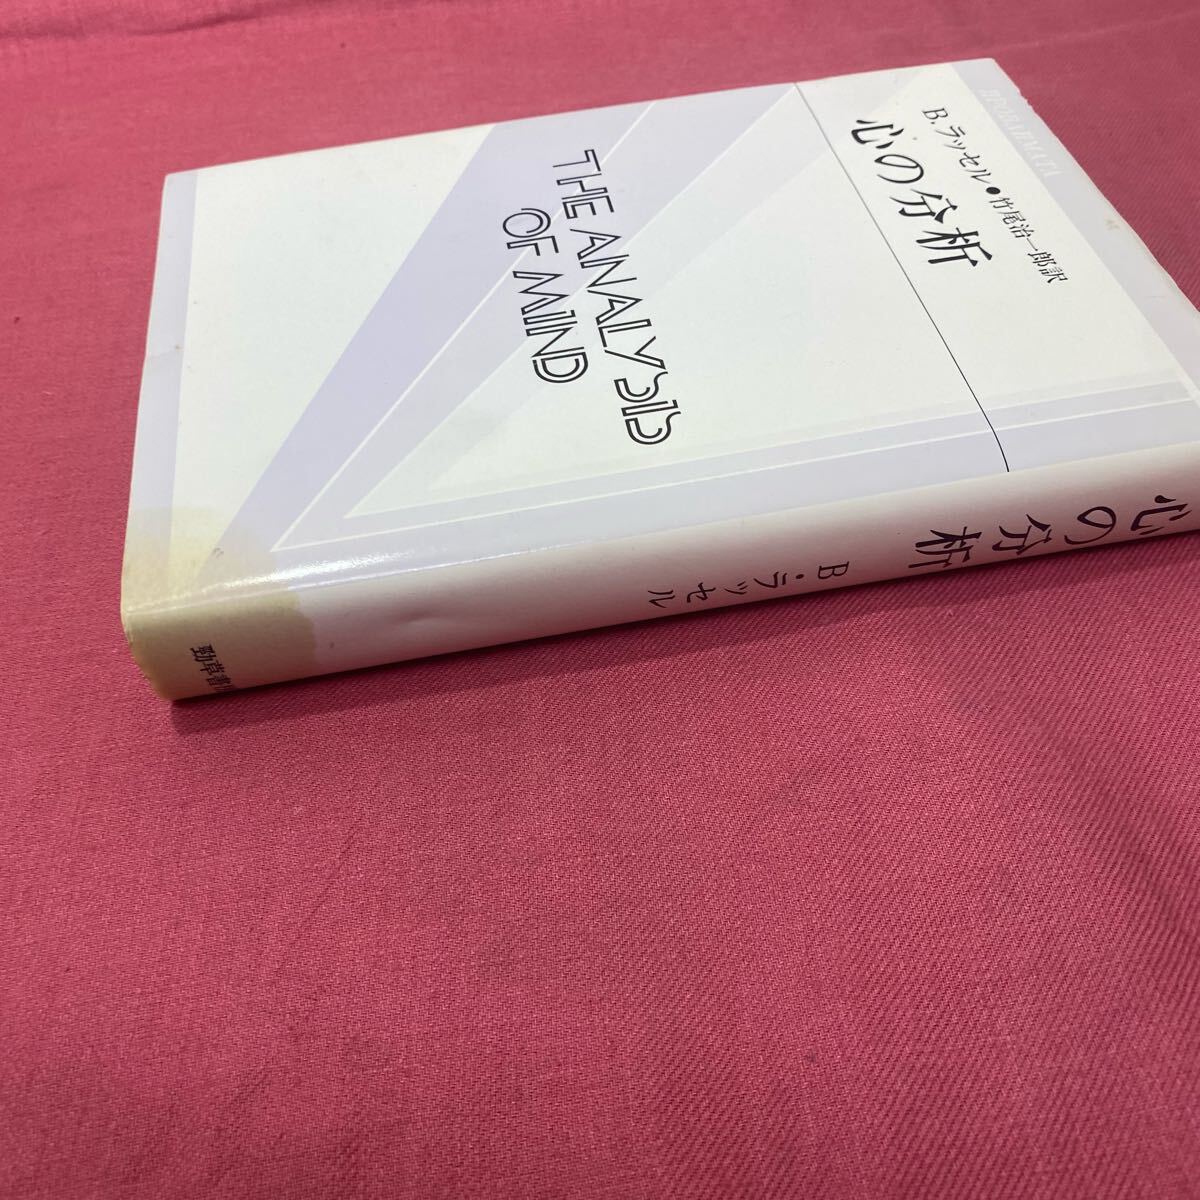 ΠΡΟΒΛΗΜΑΤΑ
B.ラッセル●竹尾治一郎訳
心の分析
THE ANALYSIS
OF MIND
心の分析
B・ラッセル
勁草書